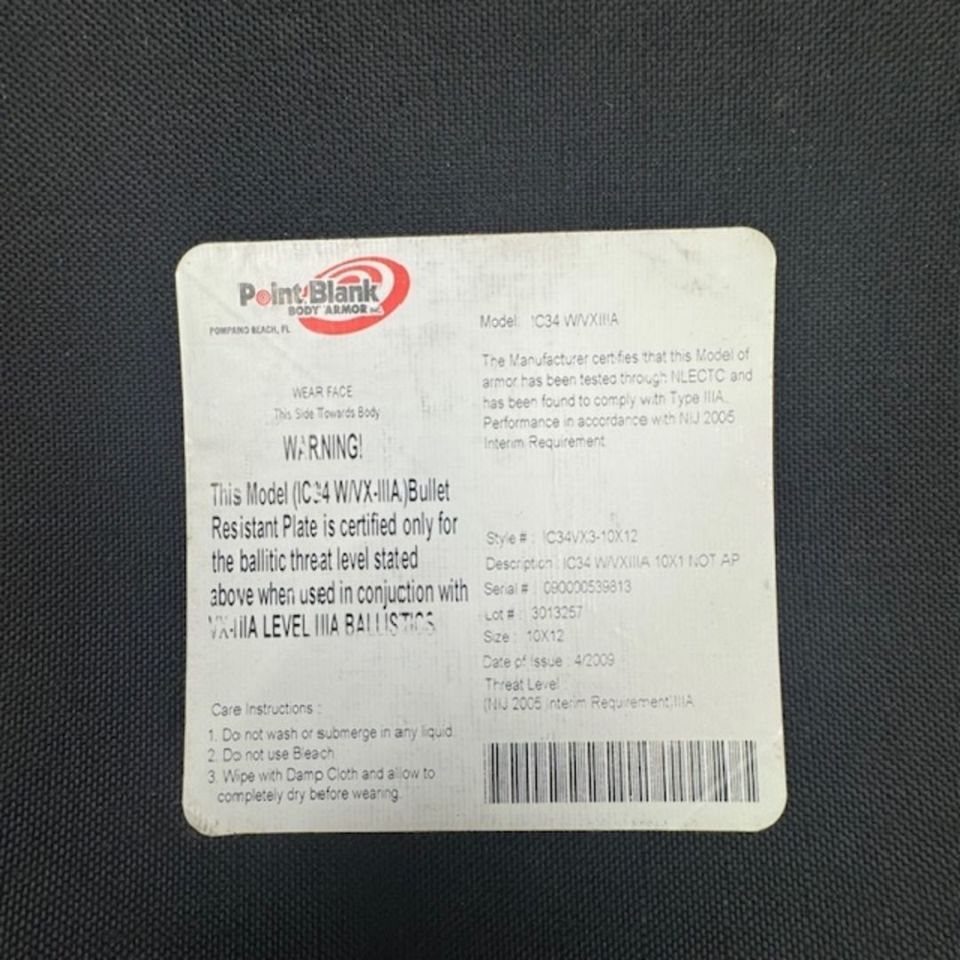 Point Blank
BODY ARMOR INC.
POMPANO BEACH, FL
WEAR FACE
This Side Towards Body
WARNING!
This Model (IC34 W/VX-IIIA,)Bullet
Resistant Plate is certified only for
the ballitic threat level stated
above when used in conjuction with
VX-IIIA LEVEL IIIA BALLISTICS
Care Instructions :
1. Do not wash or submerge in any liquid.
2. Do not use Bleach.
3. Wipe with Damp Cloth and allow to
completely dry before wearing.
Model: IC34 W/VXIIIA
The Manufacturer certifies that this Model of
armor has been tested through NLECTC and
has been found to comply with Type IIIA.
Performance in accordance with NIJ 2005
Interim Requirement.
Style # : IC34VX3-10X12
Description : IC34 W/VXIIIA 10X1 NOT AP
Serial # : 090000539813
Lot # : 3013257
Size : 10X12
Date of Issue : 4/2009
Threat Level
(NIJ 2005 Interim Requirement)IIIA